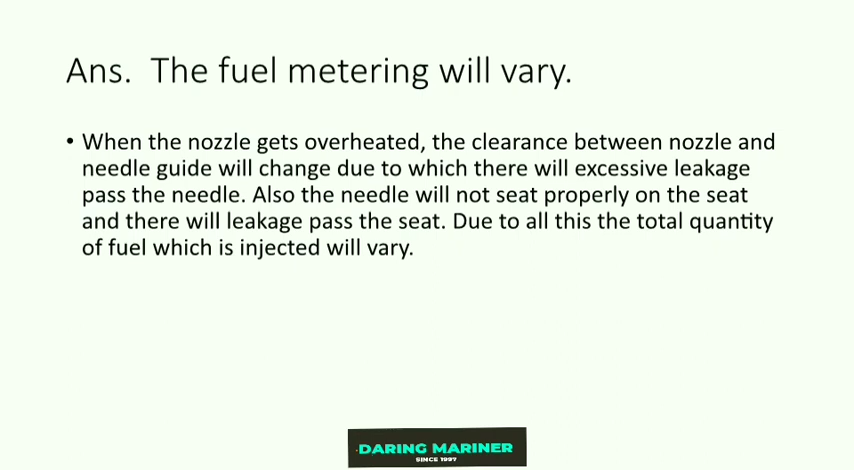 Ans. The fuel metering will vary.
• When the nozzle gets overheated, the clearance between nozzle and
needle guide will change due to which there will excessive leakage
pass the needle. Also the needle will not seat properly on the seat
and there will leakage pass the seat. Due to all this the total quantity
of fuel which is injected will vary.
DARING MARINER
SINCE 1997